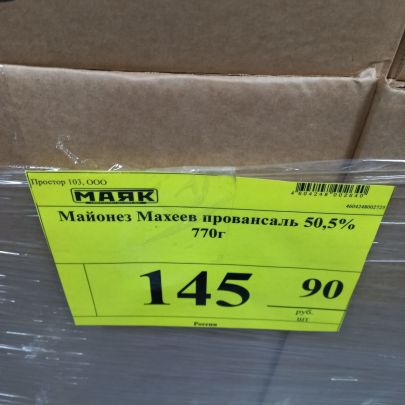 Простор 103, ООО
МАЯК
Майонез Махеев провансаль 50,5%
770г
145 90
руб.
шт
Россия